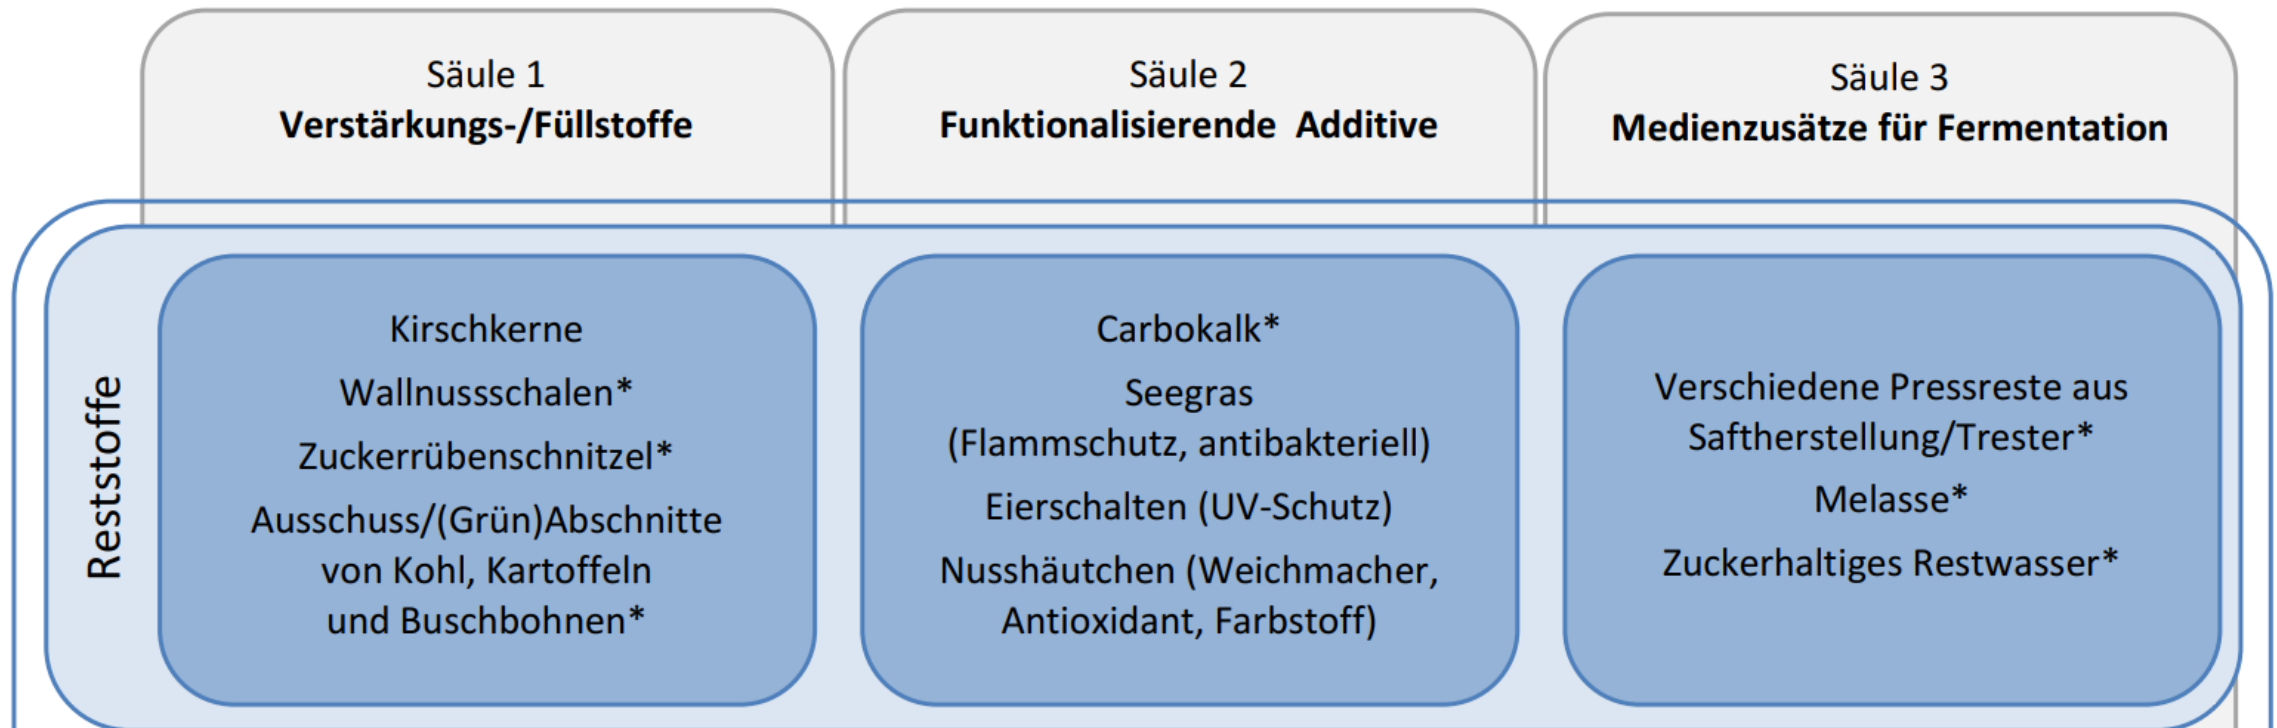 Säule 1
Verstärkungs-/Füllstoffe
Säule 2
Funktionalisierende Additive
Säule 3
Medienzusätze für Fermentation
Reststoffe
Kirschkerne
Wallnussschalen*
Zuckerrübenschnitzel*
Ausschuss/(Grün)Abschnitte
von Kohl, Kartoffeln
und Buschbohnen*
Carbokalk*
Seegras
(Flammschutz, antibakteriell)
Eierschalten (UV-Schutz)
Nusshäutchen (Weichmacher,
Antioxidant, Farbstoff)
Verschiedene Pressreste aus
Saftherstellung/Trester*
Melasse*
Zuckerhaltiges Restwasser*